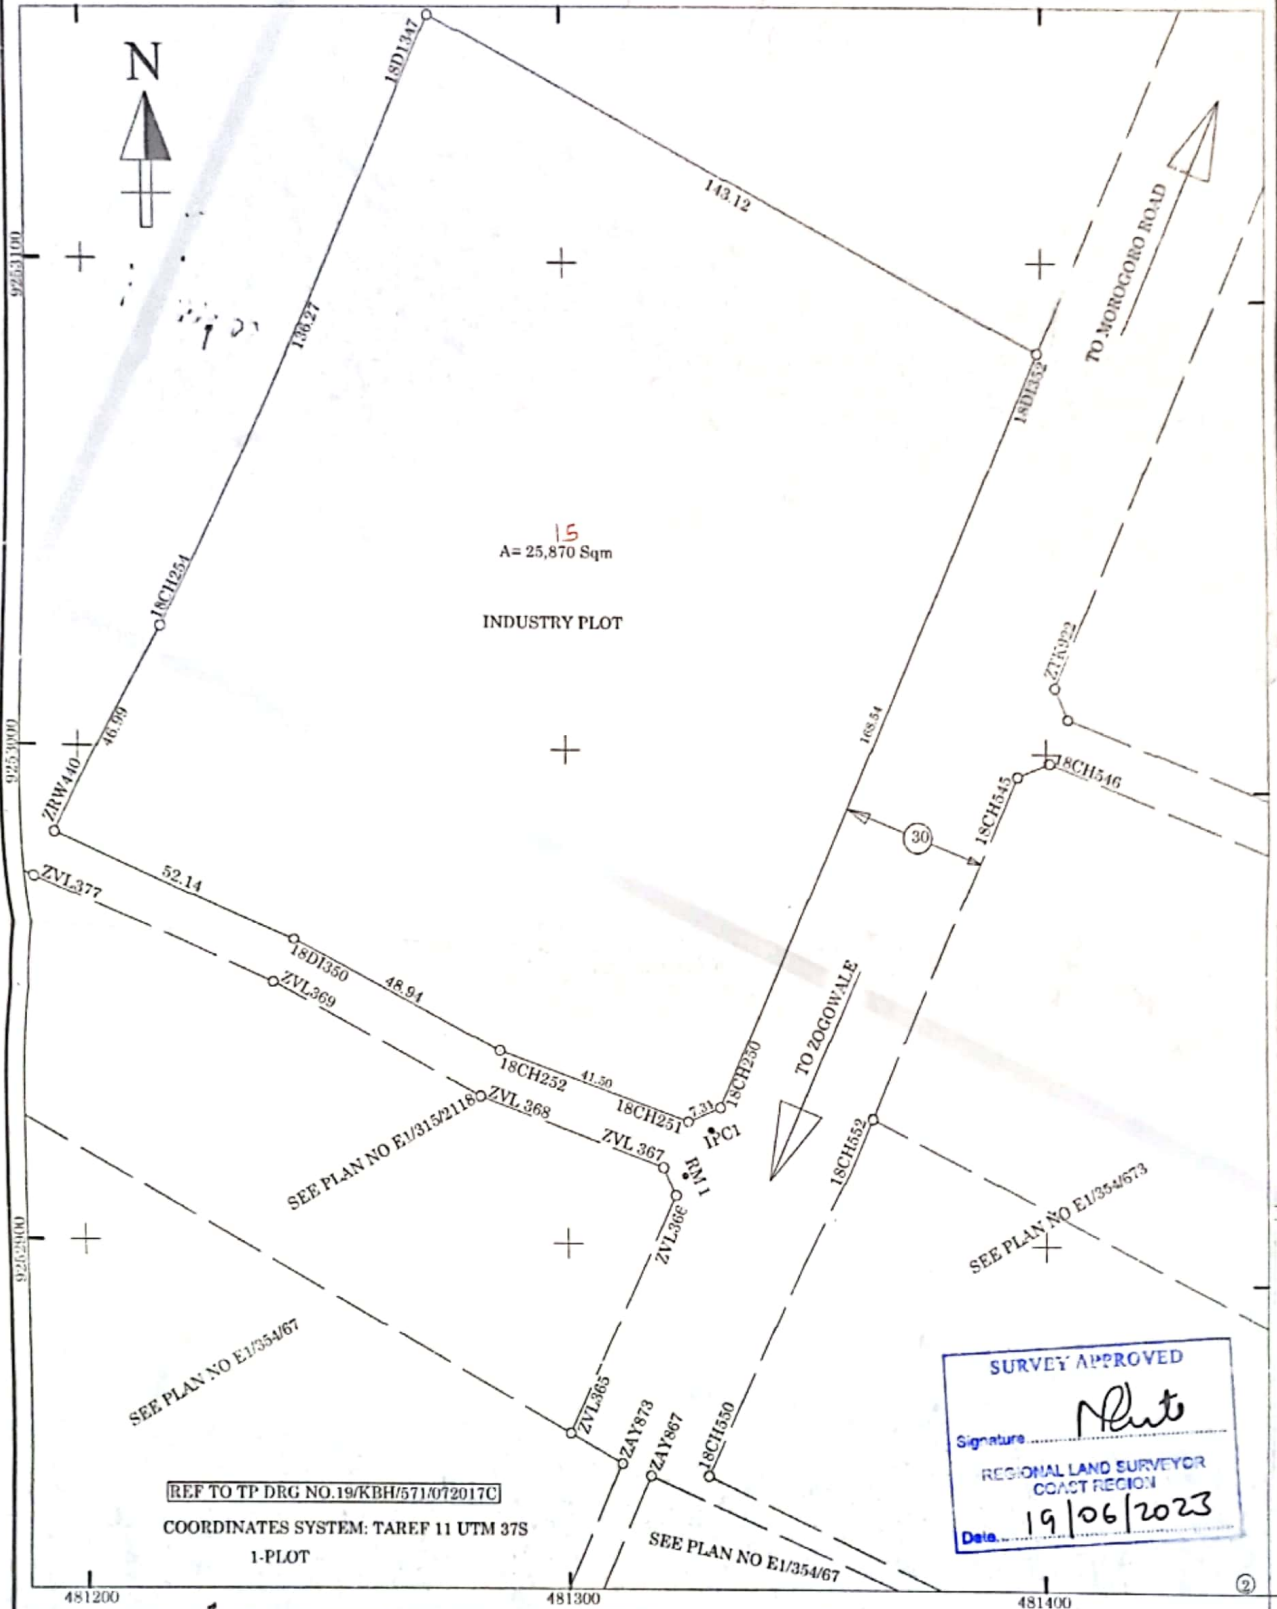 N
18D1347
143.12
TO MOROGORO ROAD
9253100
136.27
18D1352
15
A= 25,870 Sqm
INDUSTRY PLOT
18CH254
168.54
ZTK922
9253000
46.99
ZRW440
18CH545
18CH546
30
52.14
ZVL377
18D1350
ZVL369
48.94
TO ZOGOWALE
18CH252
41.50
18CH251
7.31
18CH250
IPC1
SEE PLAN NO E1/315/2118
ZVL 368
ZVL 367
RM 1
18CH552
ZVL366
SEE PLAN NO E1/354/673
9252900
SEE PLAN NO E1/354/67
ZVL365
ZAY873
ZAY867
18CH550
SURVEY APPROVED
Signature
REGIONAL LAND SURVEYOR
COAST REGION
Date 19/06/2023
REF TO TP DRG NO.19/KBH/571/072017C
COORDINATES SYSTEM: TAREF 11 UTM 37S
1-PLOT
SEE PLAN NO E1/354/67
2
481200
481300
481400